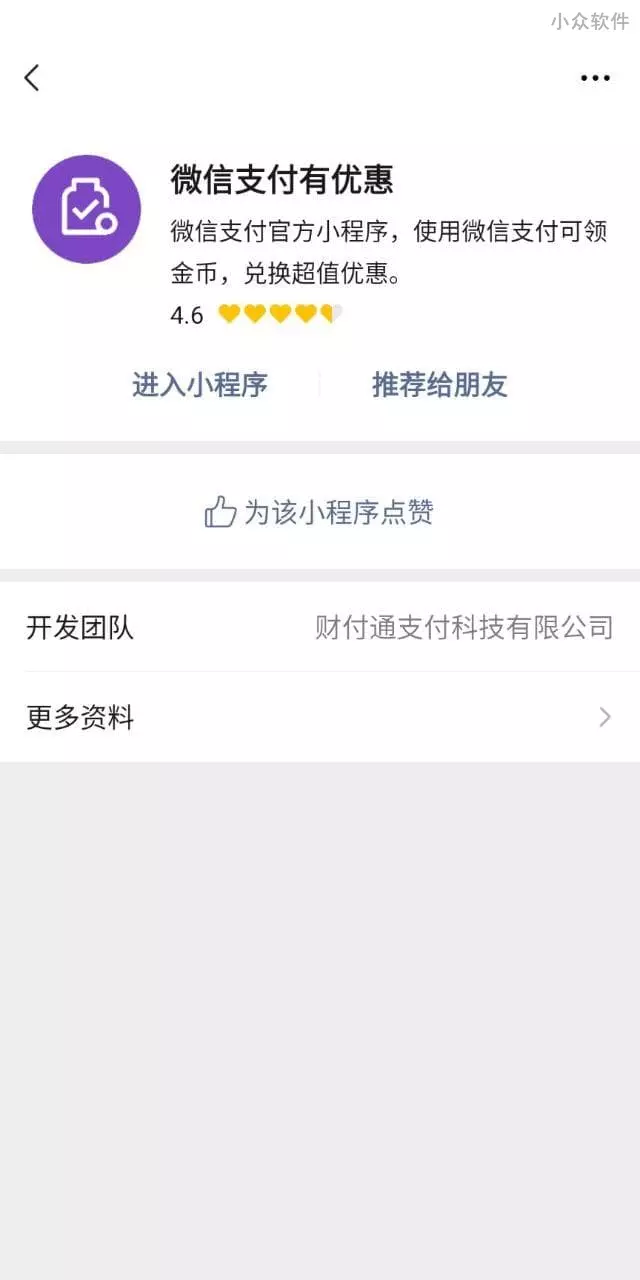 小众软件
微信支付有优惠
微信支付官方小程序，使用微信支付可领
金币，兑换超值优惠。
4.6
进入小程序
推荐给朋友
为该小程序点赞
开发团队
财付通支付科技有限公司
更多资料